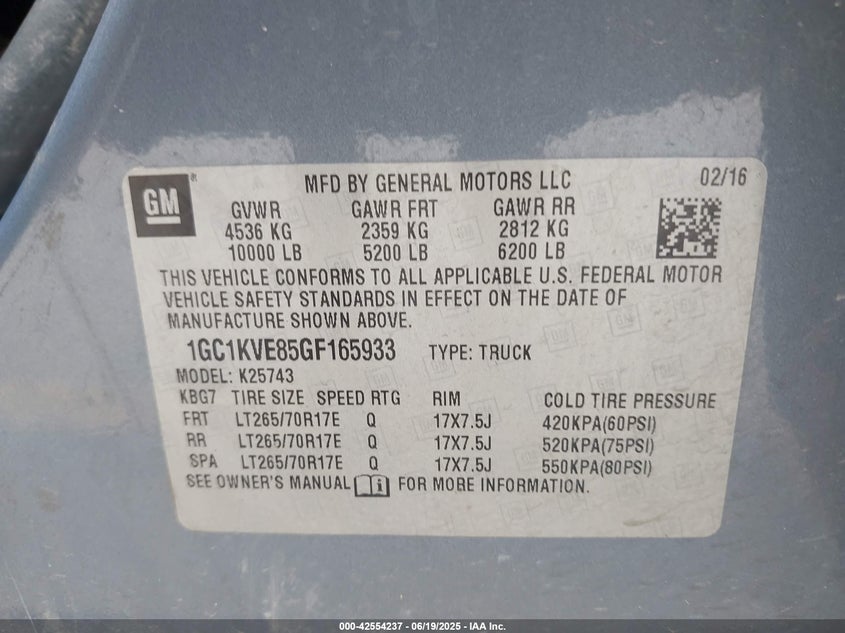 GM
MFD BY GENERAL MOTORS LLC 02/16
GVWR GAWR FRT GAWR RR
4536 KG 2359 KG 2812 KG
10000 LB 5200 LB 6200 LB
THIS VEHICLE CONFORMS TO ALL APPLICABLE U.S. FEDERAL MOTOR
VEHICLE SAFETY STANDARDS IN EFFECT ON THE DATE OF
MANUFACTURE SHOWN ABOVE.
1GC1KVE85GF165933 TYPE: TRUCK
MODEL: K25743
KBG7 TIRE SIZE SPEED RTG RIM COLD TIRE PRESSURE
FRT LT265/70R17E Q 17X7.5J 420KPA(60PSI)
RR LT265/70R17E Q 17X7.5J 520KPA(75PSI)
SPA LT265/70R17E Q 17X7.5J 550KPA(80PSI)
SEE OWNER'S MANUAL FOR MORE INFORMATION.
000-42554237 - 06/19/2025 - IAA Inc.